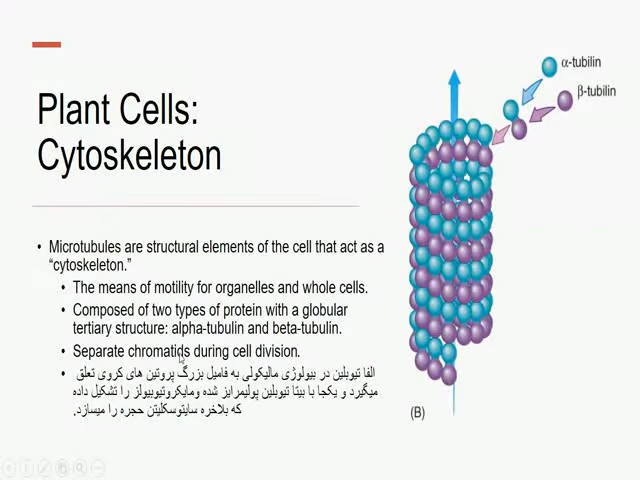 Plant Cells:
Cytoskeleton
• Microtubules are structural elements of the cell that act as a
“cytoskeleton.”
• The means of motility for organelles and whole cells.
• Composed of two types of protein with a globular
tertiary structure: alpha-tubulin and beta-tubulin.
• Separate chromatids during cell division.
• الفا تیوبلین در بیولوژی مالیکولی به فامیل بزرگ پروتین های کروی تعلق
میگیرد و یکجا با بیتا تیوبلین پولیمرایز شده ومایکروتیوبیولز را تشکیل داده
که بلاخره سایتوسکلیتن حجره را میسازد.
α-tubilin
β-tubilin
(B)